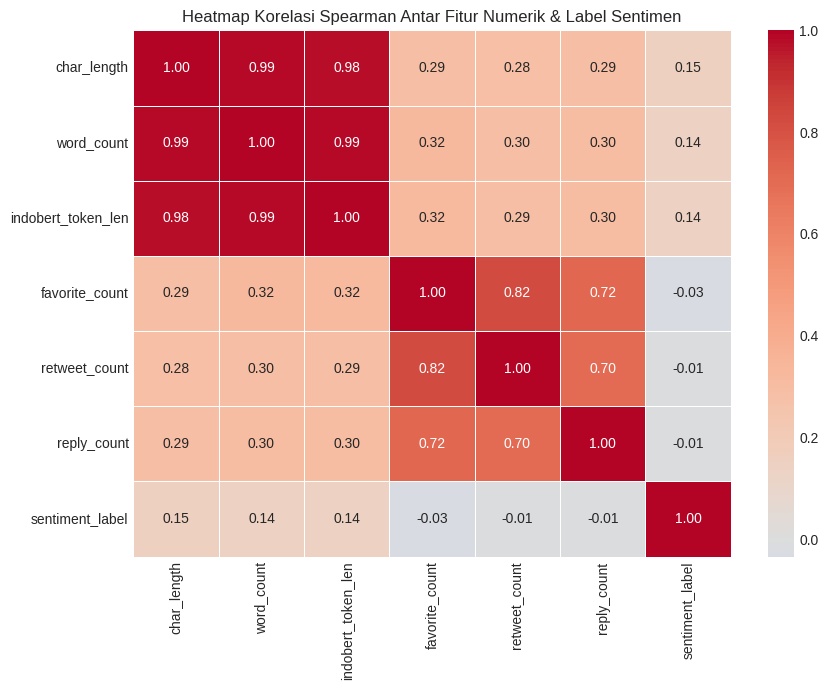 Heatmap Korelasi Spearman Antar Fitur Numerik & Label Sentimen
char_length 1.00 0.99 0.98 0.29 0.28 0.29 0.15
word_count 0.99 1.00 0.99 0.32 0.30 0.30 0.14
indobert_token_len 0.98 0.99 1.00 0.32 0.29 0.30 0.14
favorite_count 0.29 0.32 0.32 1.00 0.82 0.72 -0.03
retweet_count 0.28 0.30 0.29 0.82 1.00 0.70 -0.01
reply_count 0.29 0.30 0.30 0.72 0.70 1.00 -0.01
sentiment_label 0.15 0.14 0.14 -0.03 -0.01 -0.01 1.00
char_length
word_count
indobert_token_len
favorite_count
retweet_count
reply_count
sentiment_label
1.0
0.8
0.6
0.4
0.2
0.0